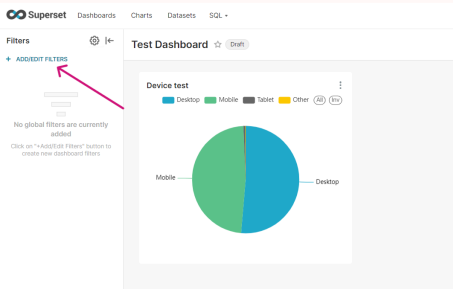 Superset Dashboards Charts Datasets SQL
Filters
Test Dashboard Draft
+ ADD/EDIT FILTERS
No global filters are currently
added
Click on "+Add/Edit Filters" button to
create new dashboard filters
Device test
Desktop Mobile Tablet Other All Inv
Mobile
Desktop